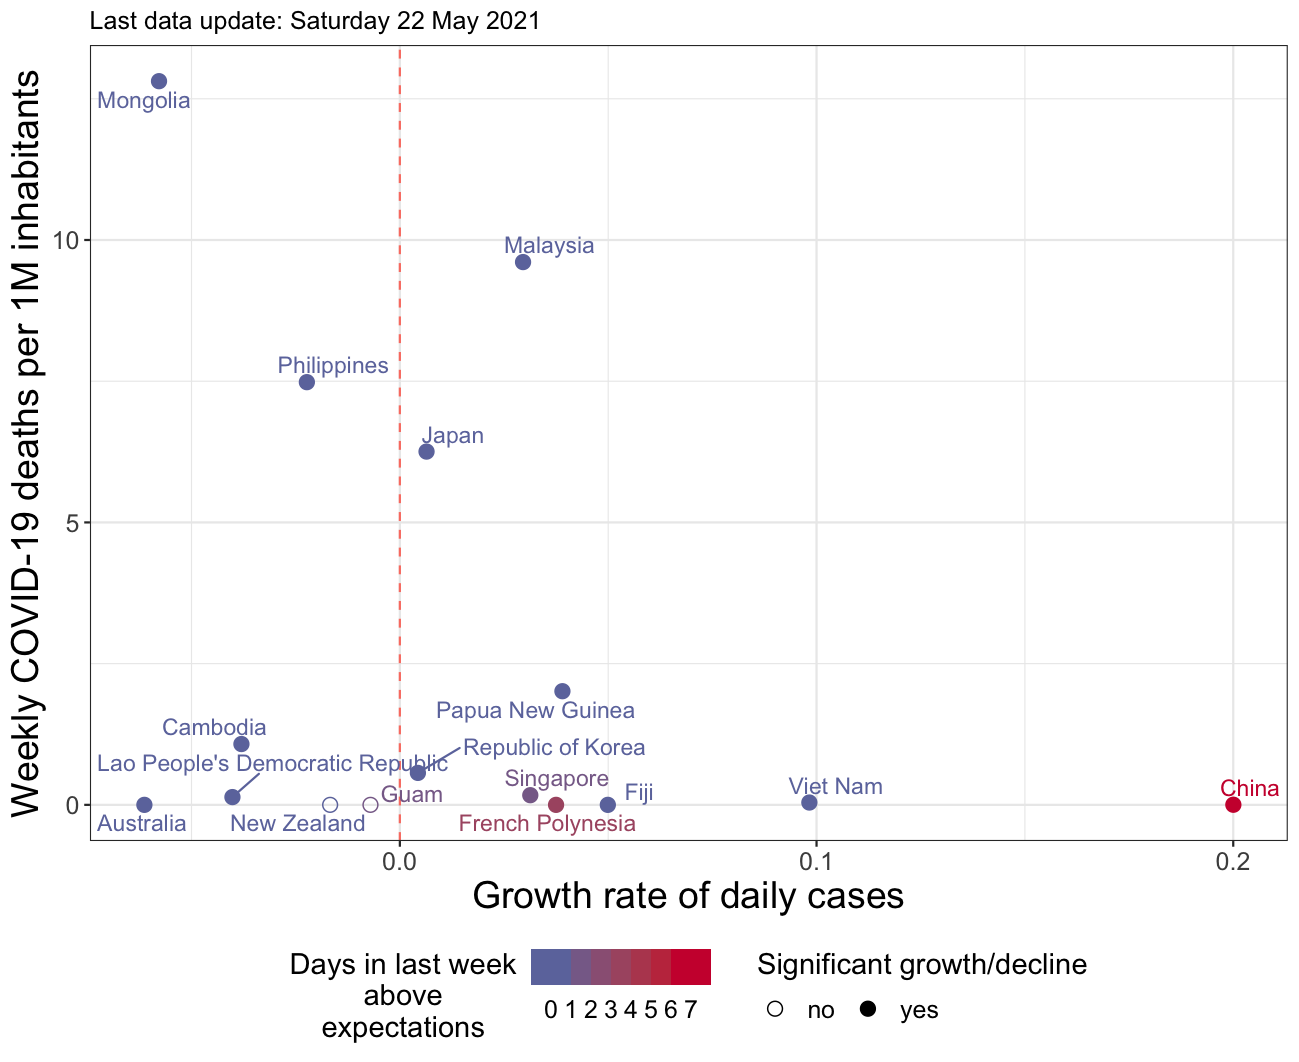 Last data update: Saturday 22 May 2021
Weekly COVID-19 deaths per 1M inhabitants
10
5
0
Mongolia
Malaysia
Philippines
Japan
Papua New Guinea
Cambodia
Republic of Korea
Lao People's Democratic Republic
Singapore
Guam
Fiji
Viet Nam
China
Australia
New Zealand
French Polynesia
0.0
0.1
0.2
Growth rate of daily cases
Days in last week
above
expectations
0 1 2 3 4 5 6 7
Significant growth/decline
no
yes